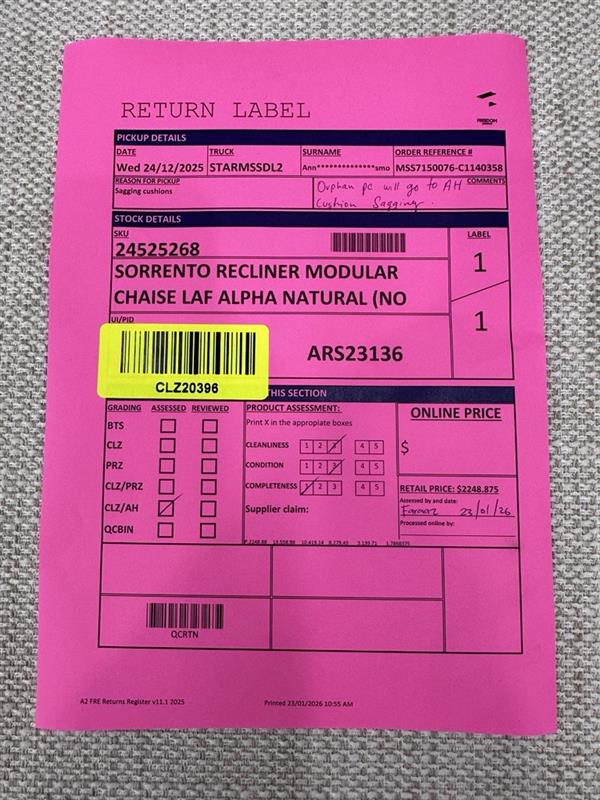 RETURN LABEL
FREEDOM
PICKUP DETAILS
DATE TRUCK SURNAME ORDER REFERENCE #
Wed 24/12/2025 STARMSSDL2 Ann**************smo MSS7150076-C1140358
REASON FOR PICKUP COMMENTS
Sagging cushions
Orphan pc will go to AH
Cushion Sagging.
STOCK DETAILS
SKU LABEL
24525268
SORRENTO RECLINER MODULAR
CHAISE LAF ALPHA NATURAL (NO
1
1
UI/PID
ARS23136
CLZ20396
THIS SECTION
GRADING ASSESSED REVIEWED
BTS
CLZ
PRZ
CLZ/PRZ
CLZ/AH
QCBIN
PRODUCT ASSESSMENT:
Print X in the appropiate boxes
CLEANLINESS 1 2 3 4 5
CONDITION 1 2 3 4 5
COMPLETENESS 1 2 3 4 5
Supplier claim:
ONLINE PRICE
$
RETAIL PRICE: $2248.875
Assessed by and date:
Faraaz 23/01/26
Processed online by:
QCRTN
A2 FRE Returns Register v11.1 2025 Printed 23/01/2026 10:55 AM